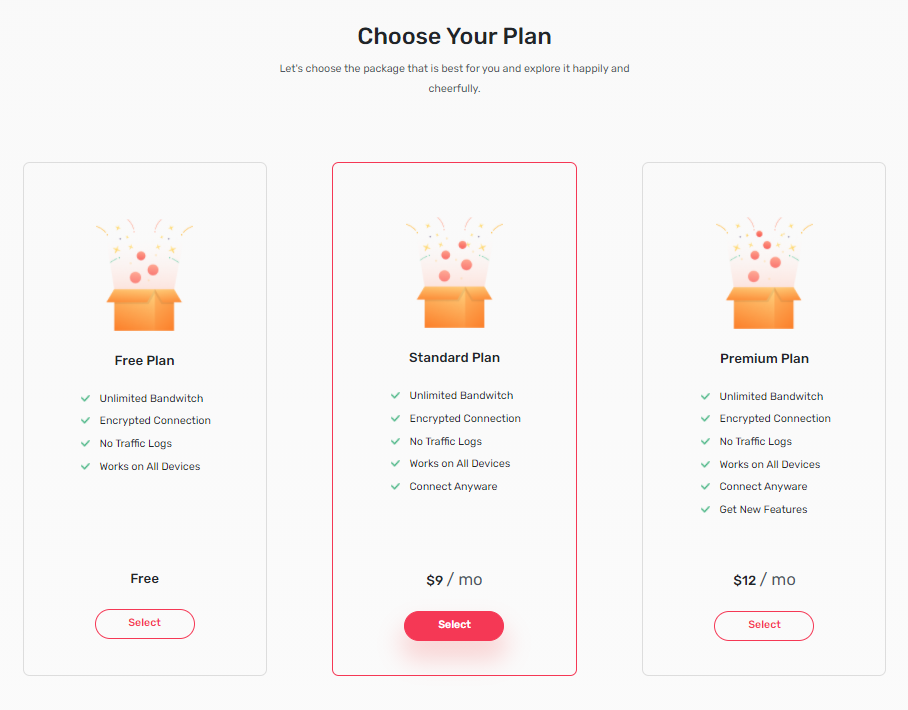 Choose Your Plan
Let's choose the package that is best for you and explore it happily and
cheerfully.
Free Plan
Unlimited Bandwitch
Encrypted Connection
No Traffic Logs
Works on All Devices
Free
Select
Standard Plan
Unlimited Bandwitch
Encrypted Connection
No Traffic Logs
Works on All Devices
Connect Anyware
$9 / mo
Select
Premium Plan
Unlimited Bandwitch
Encrypted Connection
No Traffic Logs
Works on All Devices
Connect Anyware
Get New Features
$12 / mo
Select